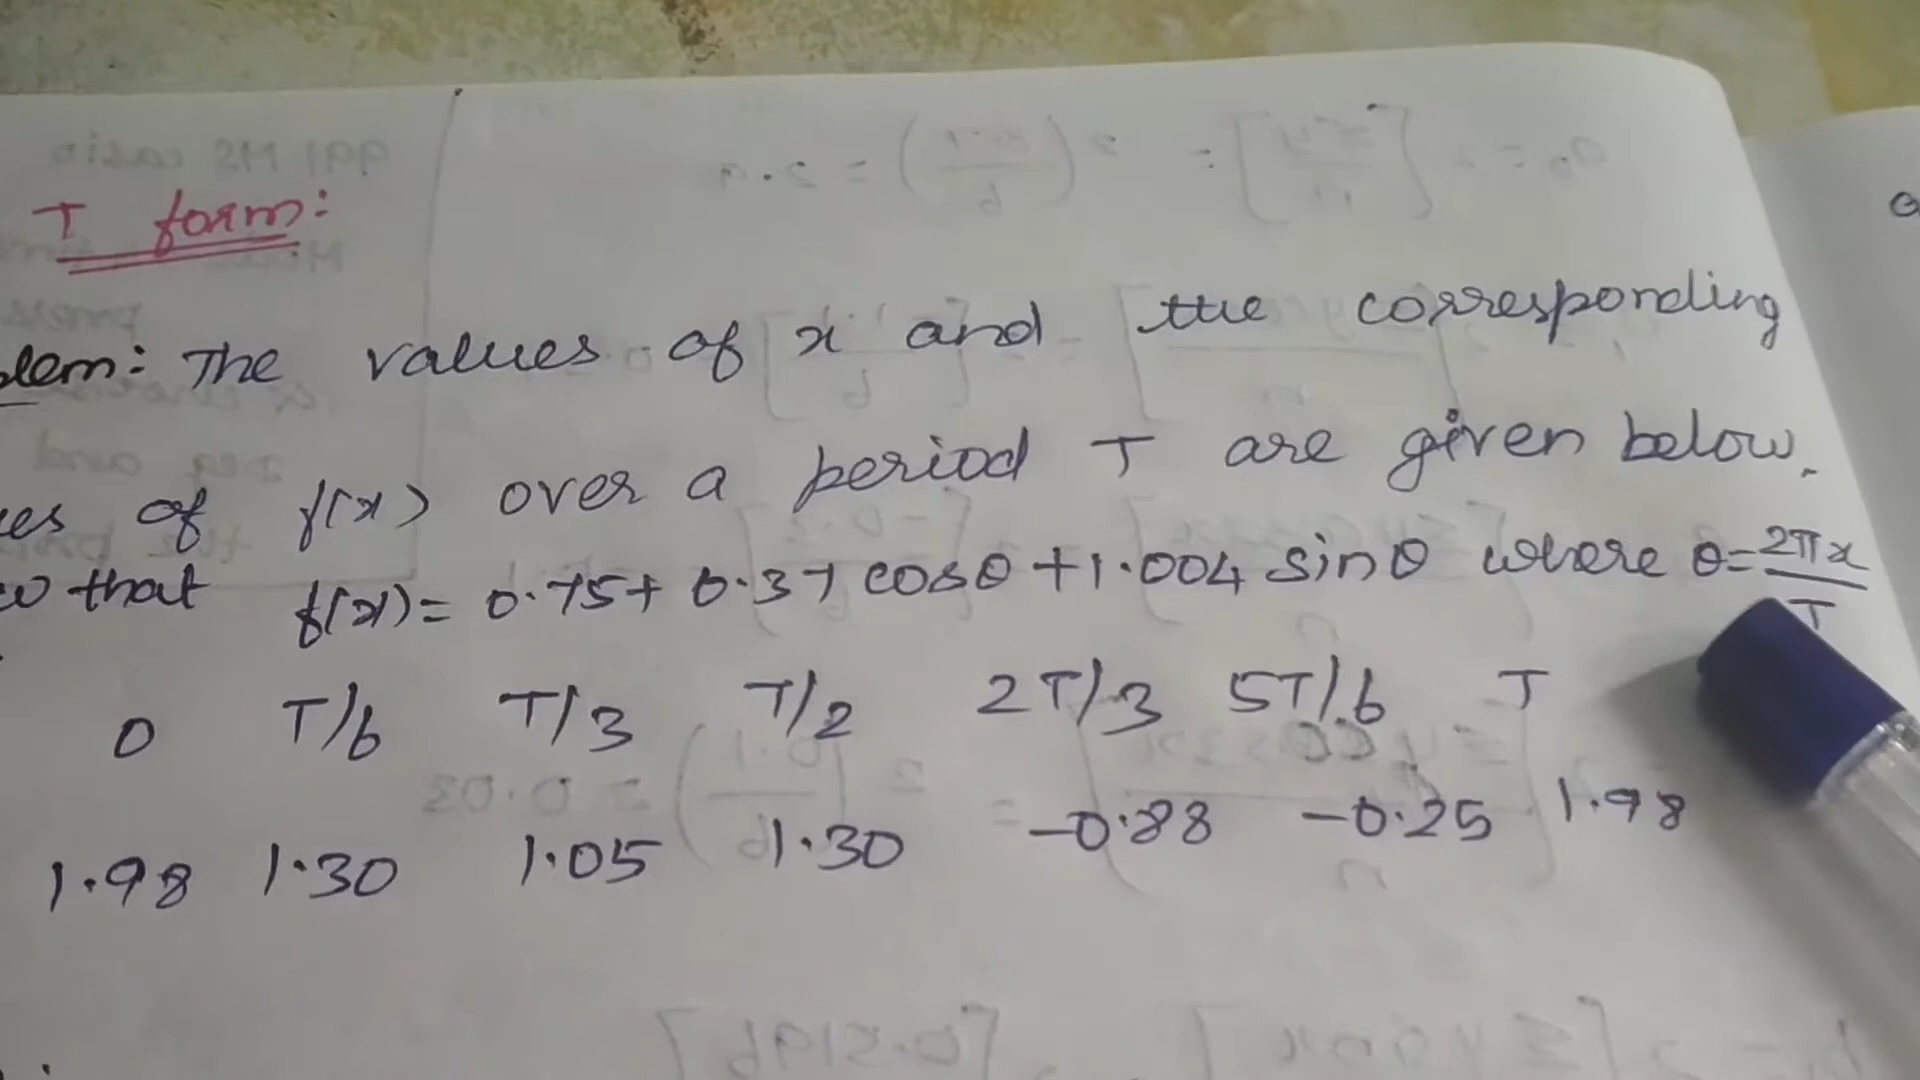 T form:
lem: The values of x and the corresponding
es of f(x) over a period T are given below.
w that f(x) = 0.75 + 0.37 cosθ + 1.004 sinθ where θ = 2πx/T
0 T/6 T/3 T/2 2T/3 5T/6 T
1.98 1.30 1.05 1.30 -0.88 -0.25 1.98